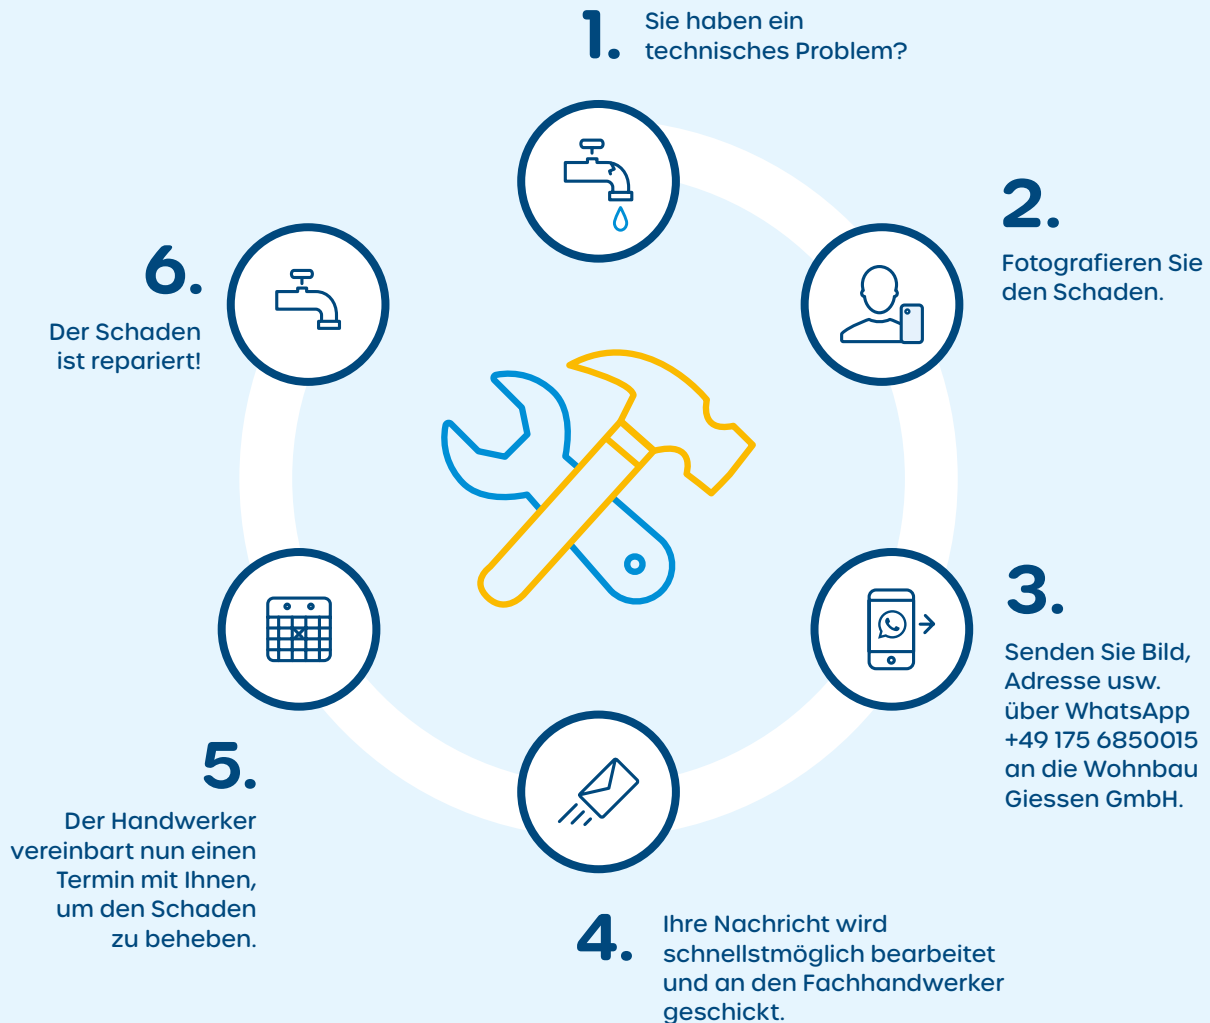 1.
Sie haben ein
technisches Problem?
2.
Fotografieren Sie
den Schaden.
3.
Senden Sie Bild,
Adresse usw.
über WhatsApp
+49 175 6850015
an die Wohnbau
Giessen GmbH.
4.
Ihre Nachricht wird
schnellstmöglich bearbeitet
und an den Fachhandwerker
geschickt.
5.
Der Handwerker
vereinbart nun einen
Termin mit Ihnen,
um den Schaden
zu beheben.
6.
Der Schaden
ist repariert!